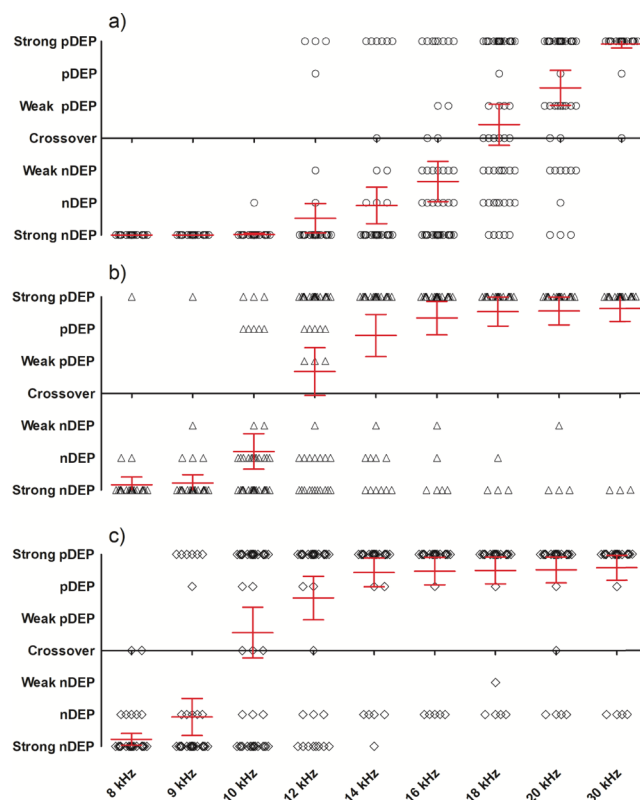 a)
Strong pDEP
pDEP
Weak pDEP
Crossover
Weak nDEP
nDEP
Strong nDEP
b)
Strong pDEP
pDEP
Weak pDEP
Crossover
Weak nDEP
nDEP
Strong nDEP
c)
Strong pDEP
pDEP
Weak pDEP
Crossover
Weak nDEP
nDEP
Strong nDEP
8 kHz
9 kHz
10 kHz
12 kHz
14 kHz
16 kHz
18 kHz
20 kHz
30 kHz